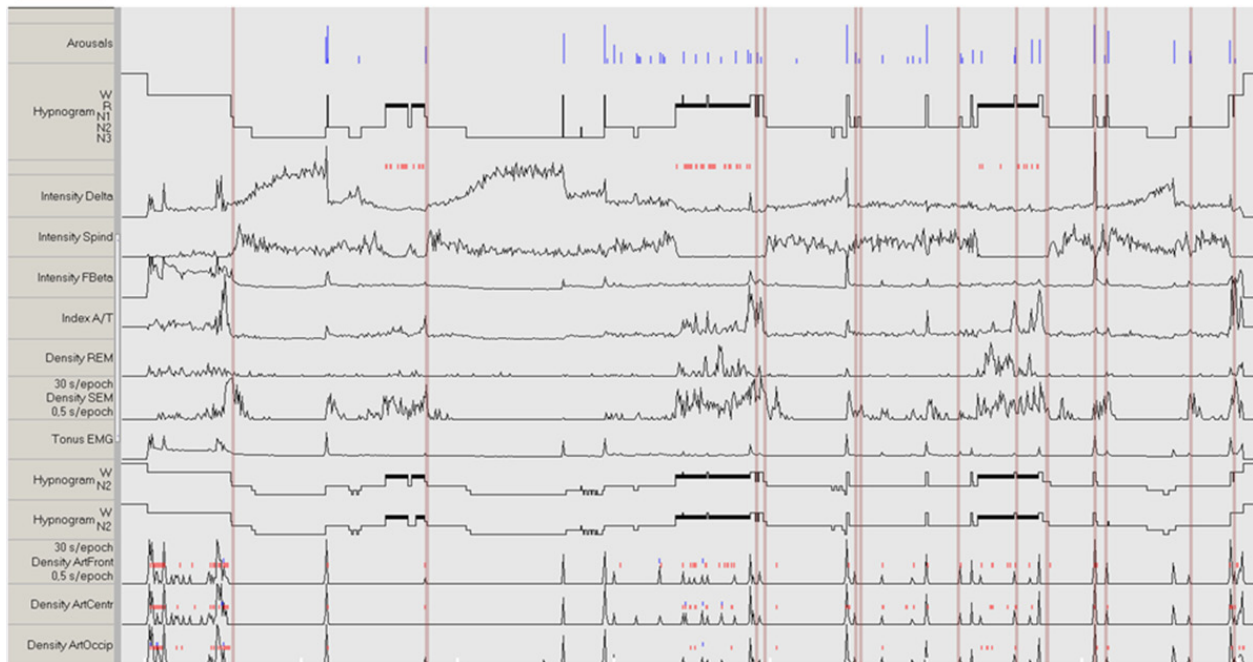 Arousals
W
R
Hypnogram N1
N2
N3
Intensity Delta
Intensity Spind
Intensity FBeta
Index A/T
Density REM
30 s/epoch
Density SEM
0,5 s/epoch
Tonus EMG
W
Hypnogram
N2
W
Hypnogram
N2
30 s/epoch
Density ArtFront
0,5 s/epoch
Density ArtCentr
Density ArtOccip